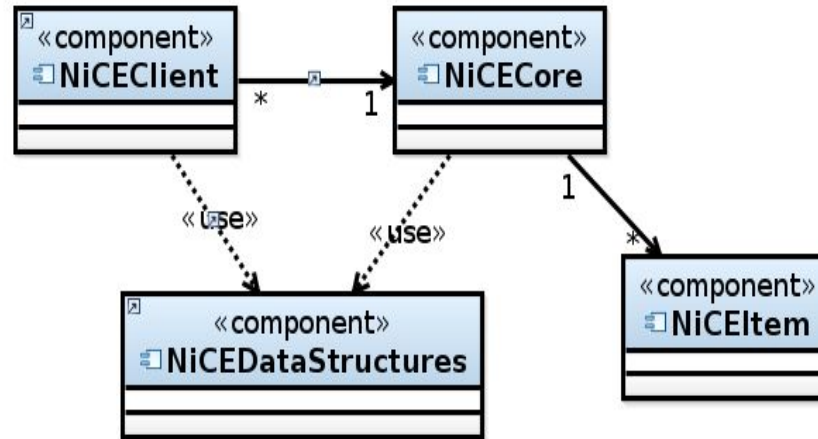 «component»
NiCEClient
«component»
NiCECore
*
1
1
«use»
«use»
*
«component»
NiCEItem
«component»
NiCEDataStructures